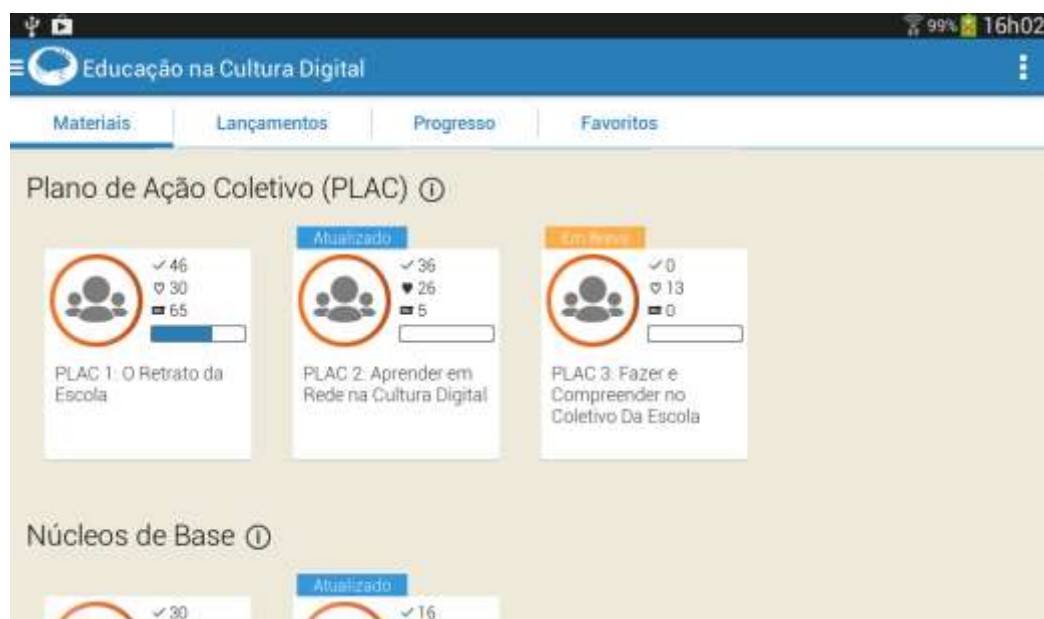 99% 16h02
Educação na Cultura Digital
Materiais Lançamentos Progresso Favoritos
Plano de Ação Coletivo (PLAC)
46
30
65
PLAC 1: O Retrato da
Escola
Atualizado
36
26
5
PLAC 2: Aprender em
Rede na Cultura Digital
Em Breve
0
13
0
PLAC 3: Fazer e
Compreender no
Coletivo Da Escola
Núcleos de Base
30
Atualizado
16